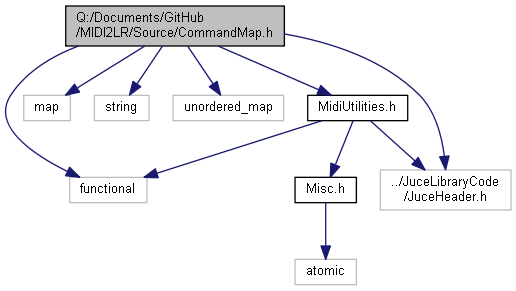 Q:/Documents/GitHub
/MIDI2LR/Source/CommandMap.h
map
string
unordered_map
MidiUtilities.h
functional
Misc.h
../JuceLibraryCode
/JuceHeader.h
atomic